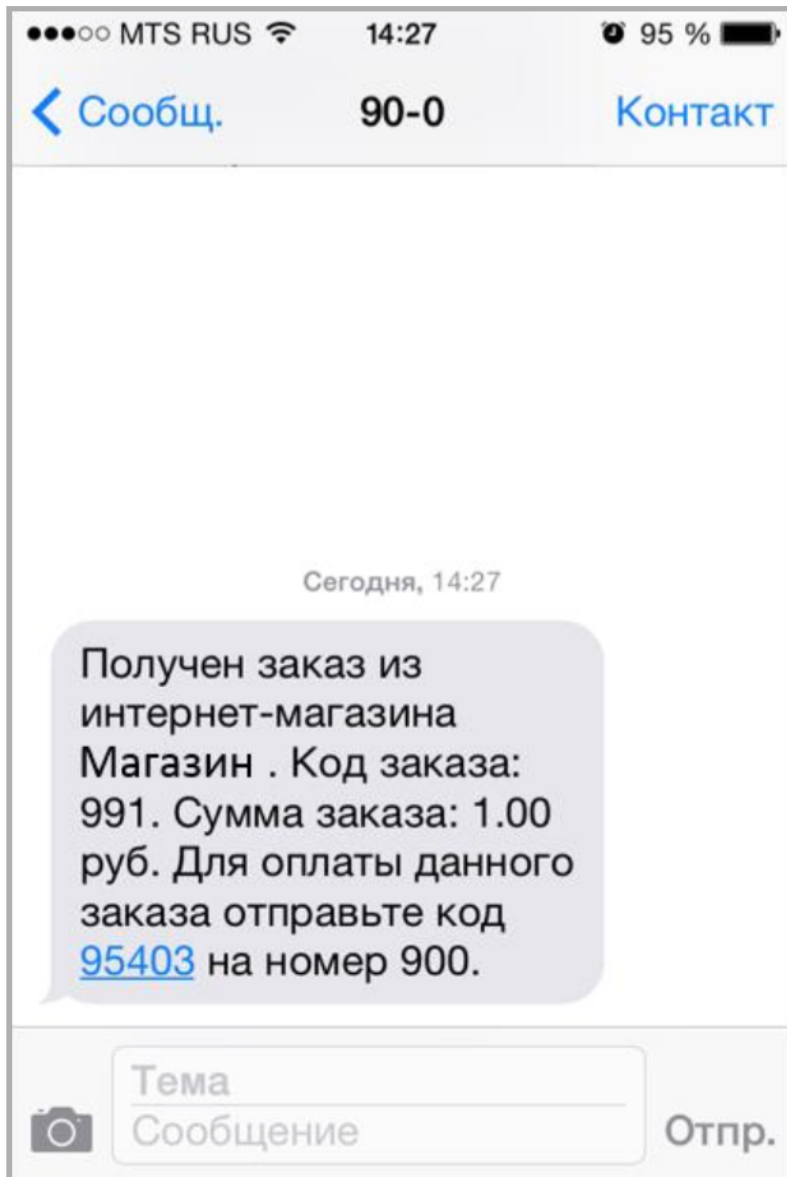 MTS RUS 14:27 95 %
Сообщ. 90-0 Контакт
Сегодня, 14:27
Получен заказ из
интернет-магазина
Магазин . Код заказа:
991. Сумма заказа: 1.00
руб. Для оплаты данного
заказа отправьте код
95403 на номер 900.
Тема
Сообщение
Отпр.